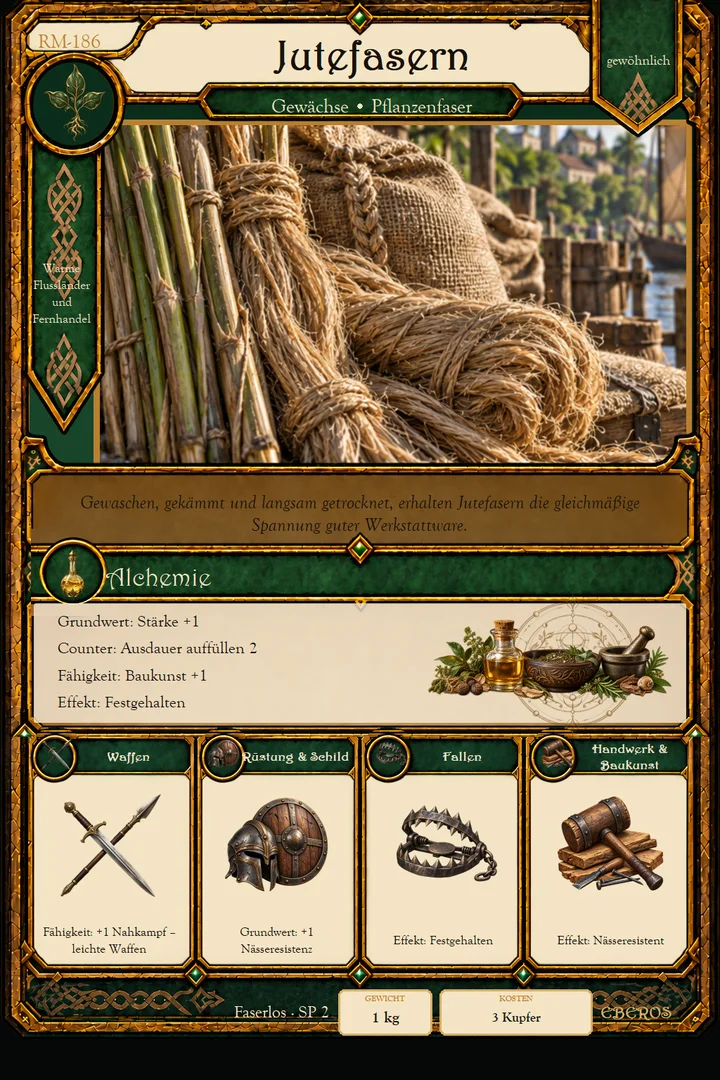 RM-186
Jutefasern
gewöhnlich
Gewächse • Pflanzenfaser
Warme
Flussländer
und
Fernhandel
Gewaschen, gekämmt und langsam getrocknet, erhalten Jutefasern die gleichmäßige
Spannung guter Werkstattware.
Alchemie
Grundwert: Stärke +1
Counter: Ausdauer auffüllen 2
Fähigkeit: Baukunst +1
Effekt: Festgehalten
Waffen
Rüstung & Schild
Fallen
Handwerk &
Baukunst
Fähigkeit: +1 Nahkampf –
leichte Waffen
Grundwert: +1
Nässeresistenz
Effekt: Festgehalten
Effekt: Nässeresistent
Faserlos · SP 2
GEWICHT
1 kg
KOSTEN
3 Kupfer
EBEROS